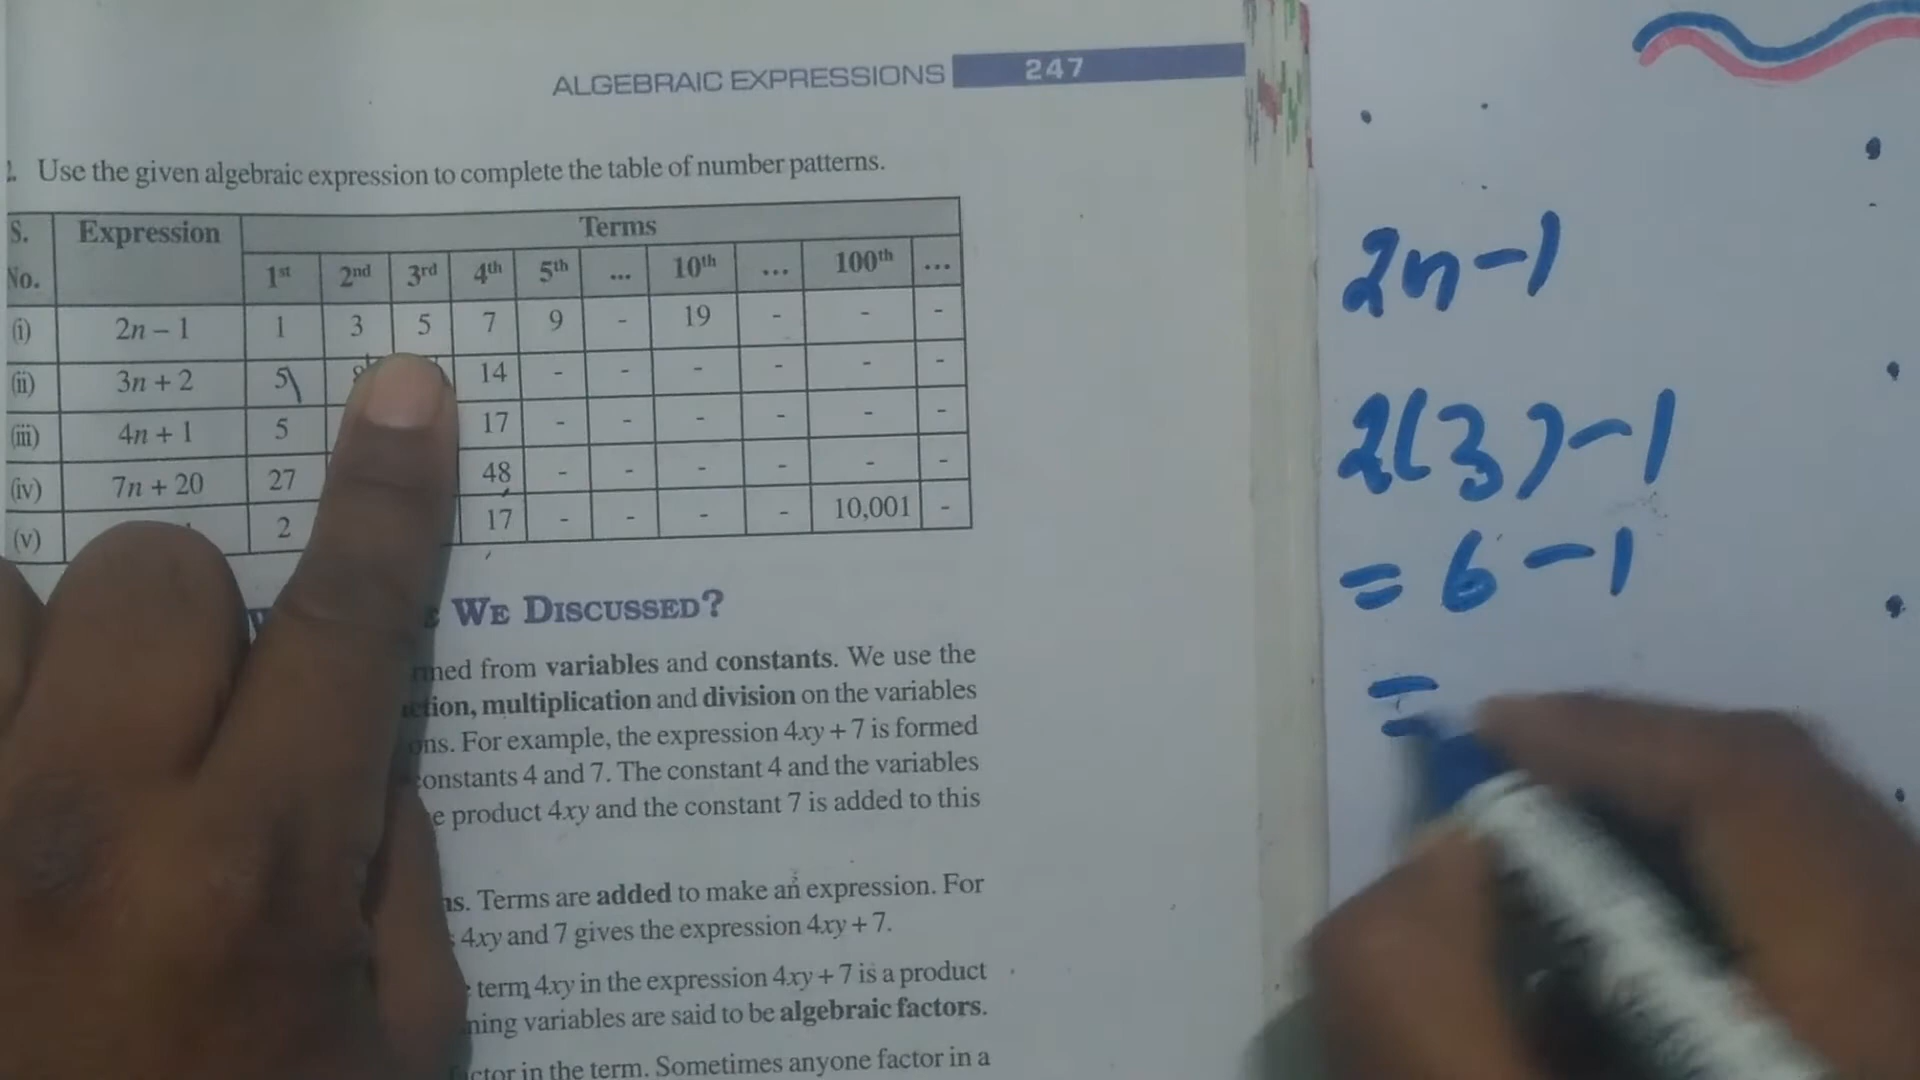 ALGEBRAIC EXPRESSIONS 247
2. Use the given algebraic expression to complete the table of number patterns.
S. No. Expression Terms
1st 2nd 3rd 4th 5th ... 10th ... 100th ...
(i) 2n – 1 1 3 5 7 9 - 19 - - -
(ii) 3n + 2 5 14 - - - - - -
(iii) 4n + 1 5 17 - - - - - -
(iv) 7n + 20 27 48 - - - - - -
(v) 2 17 - - - - 10,001 -
WE DISCUSSED?
from variables and constants. We use the
multiplication and division on the variables
For example, the expression 4xy + 7 is formed
constants 4 and 7. The constant 4 and the variables
product 4xy and the constant 7 is added to this
Terms are added to make an expression. For
4xy and 7 gives the expression 4xy + 7.
term 4xy in the expression 4xy + 7 is a product
variables are said to be algebraic factors.
in the term. Sometimes anyone factor in a
2n-1
2(3)-1
= 6-1
=